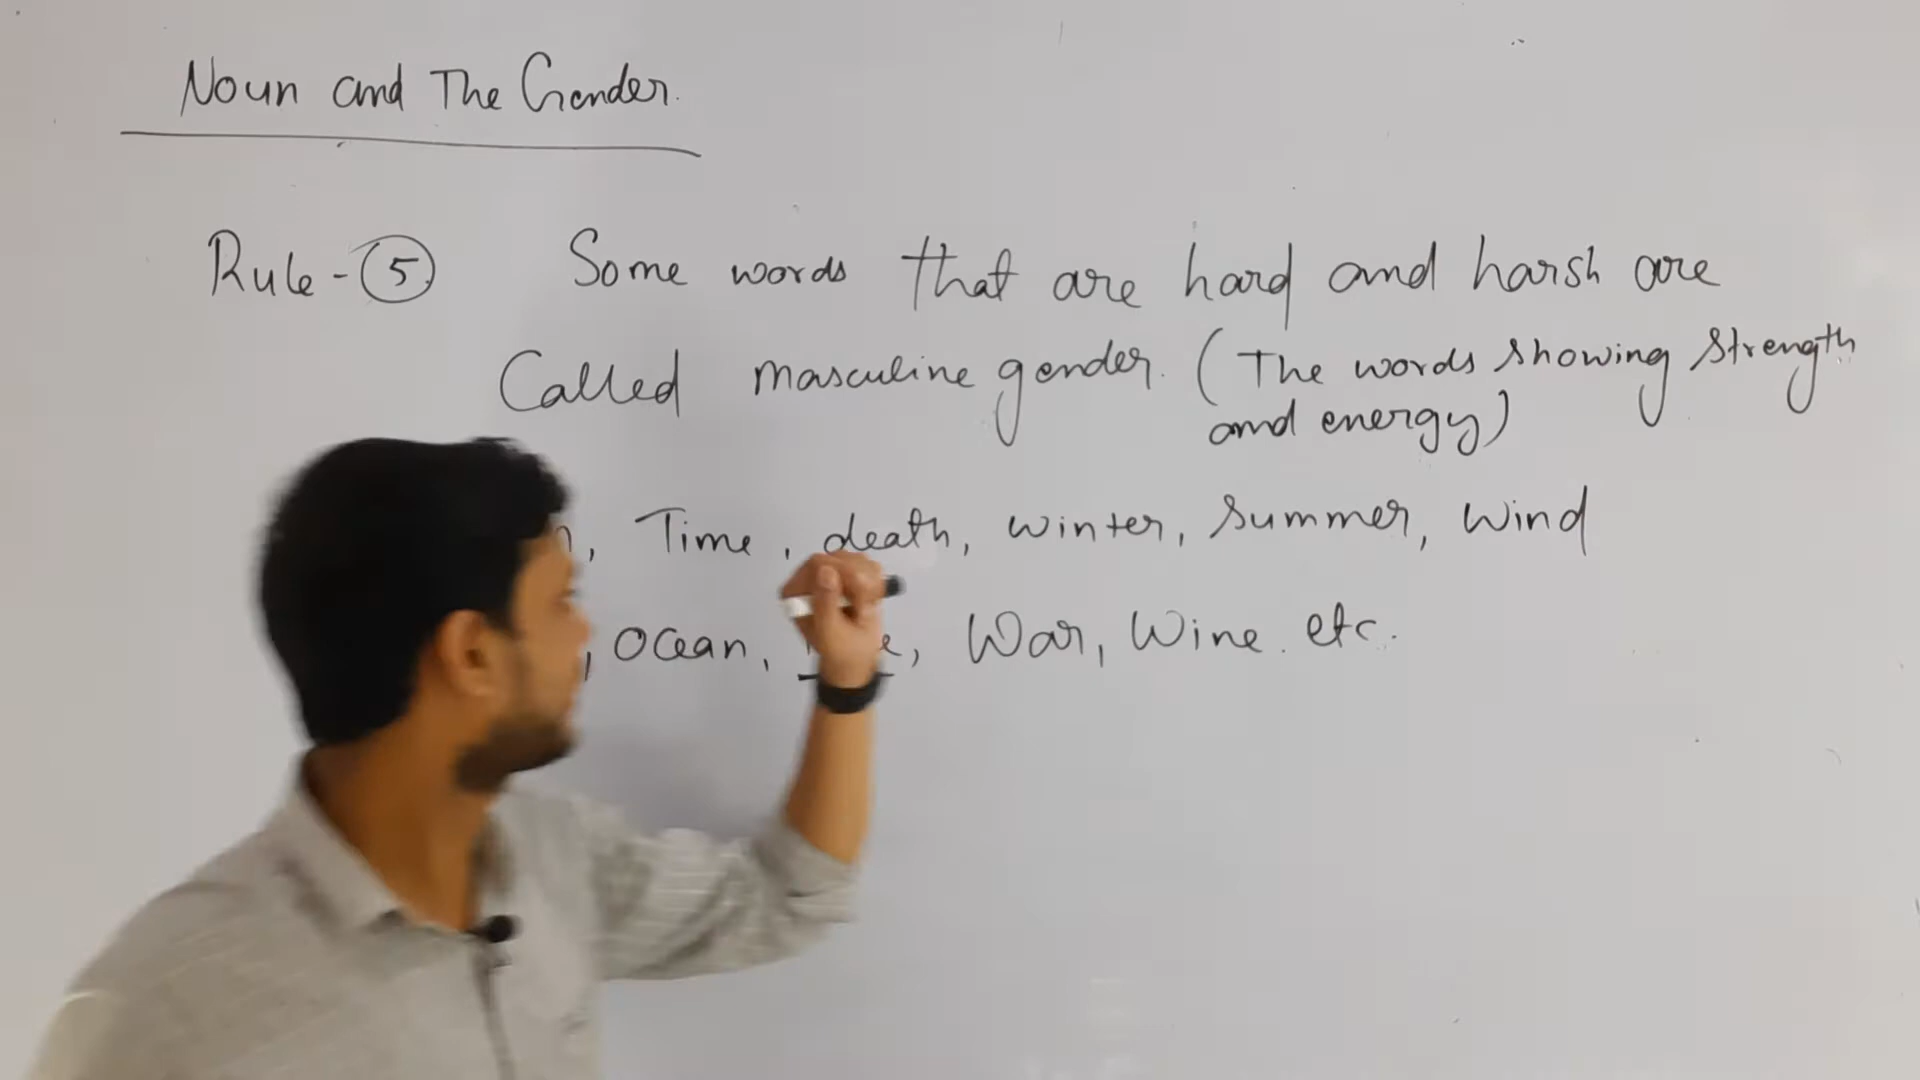 Noun and The Gender.
Rule - 5 Some words that are hard and harsh are
Called masculine gender. (The words showing strength
and energy)
, Time, death, winter, summer, wind
, Ocean, , War, Wine. etc.